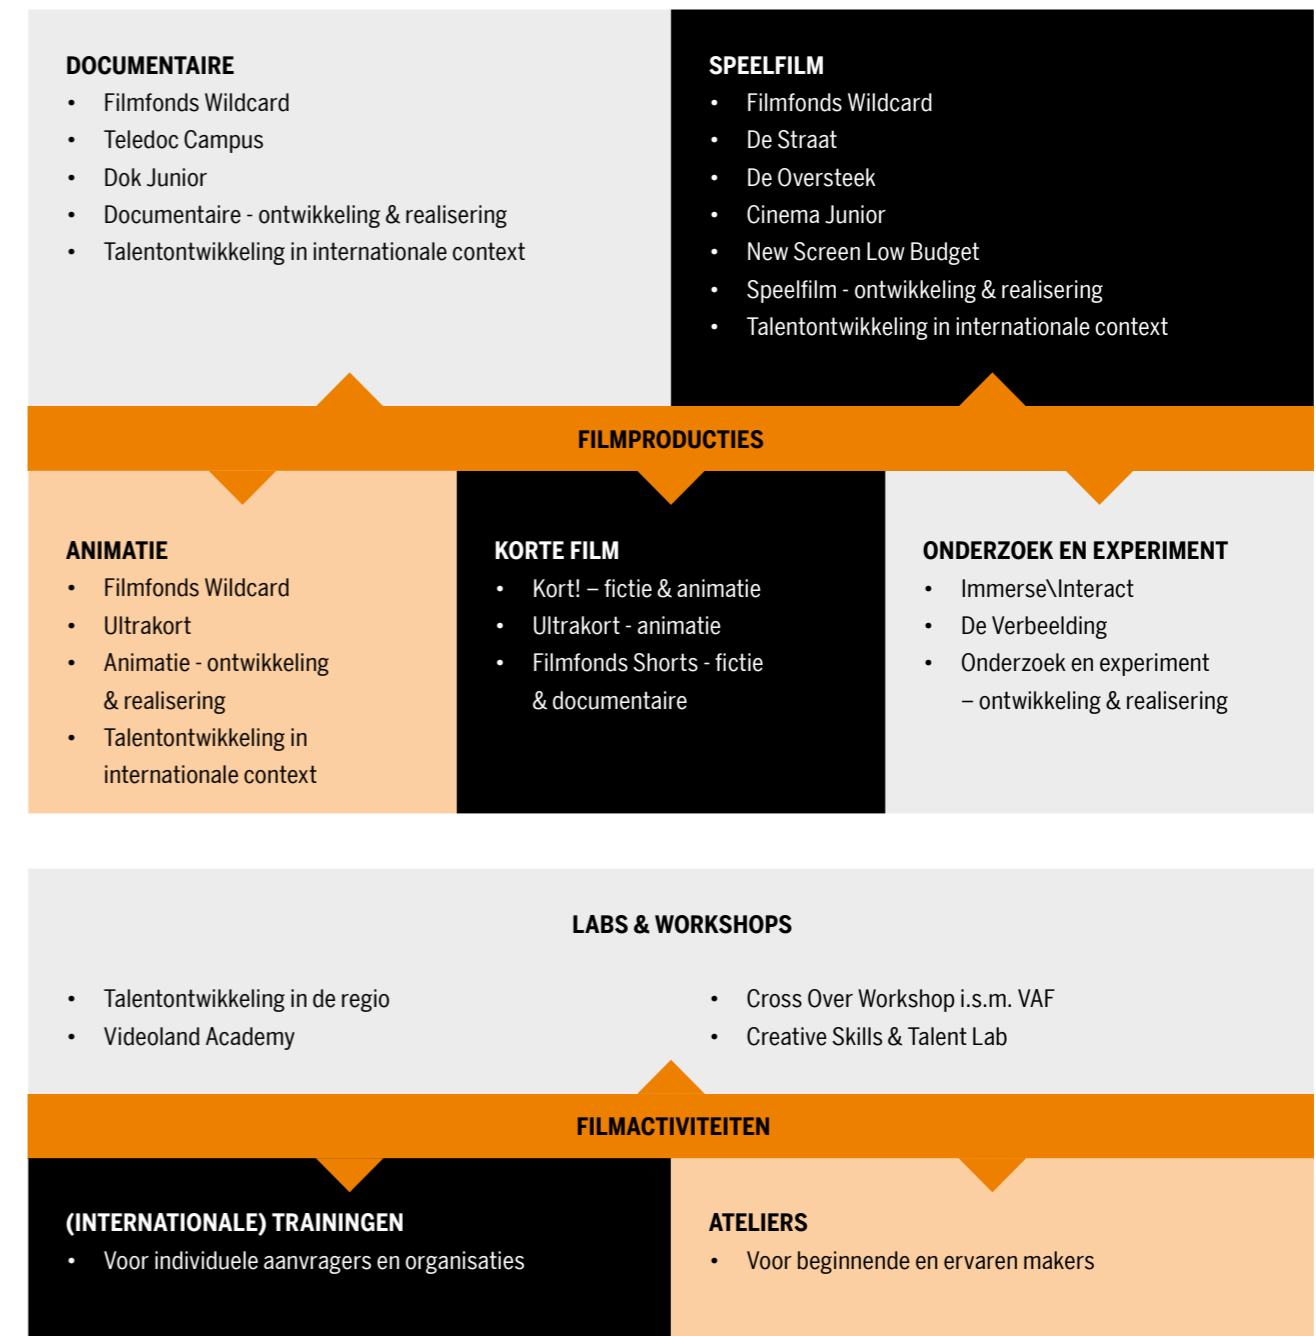 DOCUMENTAIRE
• Filmfonds Wildcard
• Teledoc Campus
• Dok Junior
• Documentaire - ontwikkeling & realisering
• Talentontwikkeling in internationale context
SPEELFILM
• Filmfonds Wildcard
• De Straat
• De Oversteek
• Cinema Junior
• New Screen Low Budget
• Speelfilm - ontwikkeling & realisering
• Talentontwikkeling in internationale context
FILMPRODUCTIES
ANIMATIE
• Filmfonds Wildcard
• Ultrakort
• Animatie - ontwikkeling
& realisering
• Talentontwikkeling in
internationale context
KORTE FILM
• Kort! – fictie & animatie
• Ultrakort - animatie
• Filmfonds Shorts - fictie
& documentaire
ONDERZOEK EN EXPERIMENT
• Immerse\Interact
• De Verbeelding
• Onderzoek en experiment
– ontwikkeling & realisering
LABS & WORKSHOPS
• Talentontwikkeling in de regio
• Videoland Academy
• Cross Over Workshop i.s.m. VAF
• Creative Skills & Talent Lab
FILMACTIVITEITEN
(INTERNATIONALE) TRAININGEN
• Voor individuele aanvragers en organisaties
ATELIERS
• Voor beginnende en ervaren makers